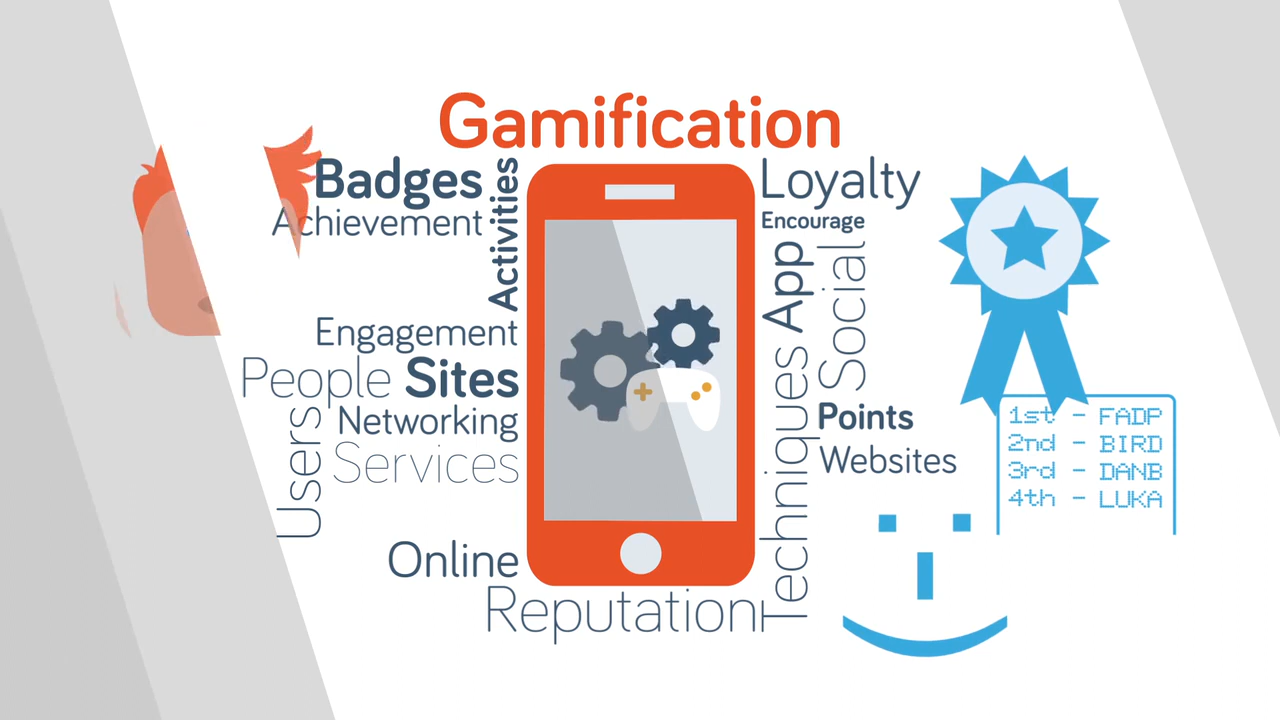 Gamification
Badges
Achievement
Activities
Engagement
People Sites
Networking
Users
Services
Online
Reputation
Loyalty
Encourage
App
Social
Techniques
Points
Websites
1st - FADP
2nd - BIRD
3rd - DANB
4th - LUKA